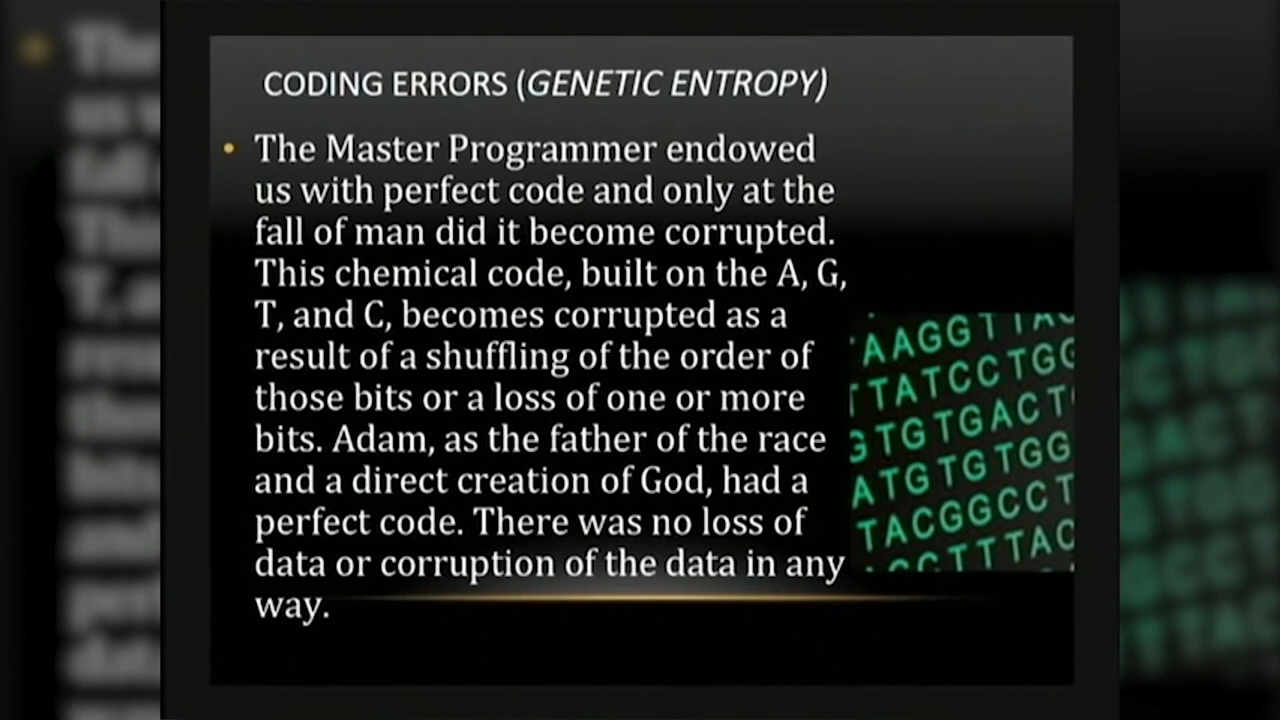 CODING ERRORS (GENETIC ENTROPY)
• The Master Programmer endowed
us with perfect code and only at the
fall of man did it become corrupted.
This chemical code, built on the A, G,
T, and C, becomes corrupted as a
result of a shuffling of the order of
those bits or a loss of one or more
bits. Adam, as the father of the race
and a direct creation of God, had a
perfect code. There was no loss of
data or corruption of the data in any
way.
AAGGTTAC
TTATCCTGG
GTGTGACT
ATGTGTGG
TACGGCCT
CCTTTAC